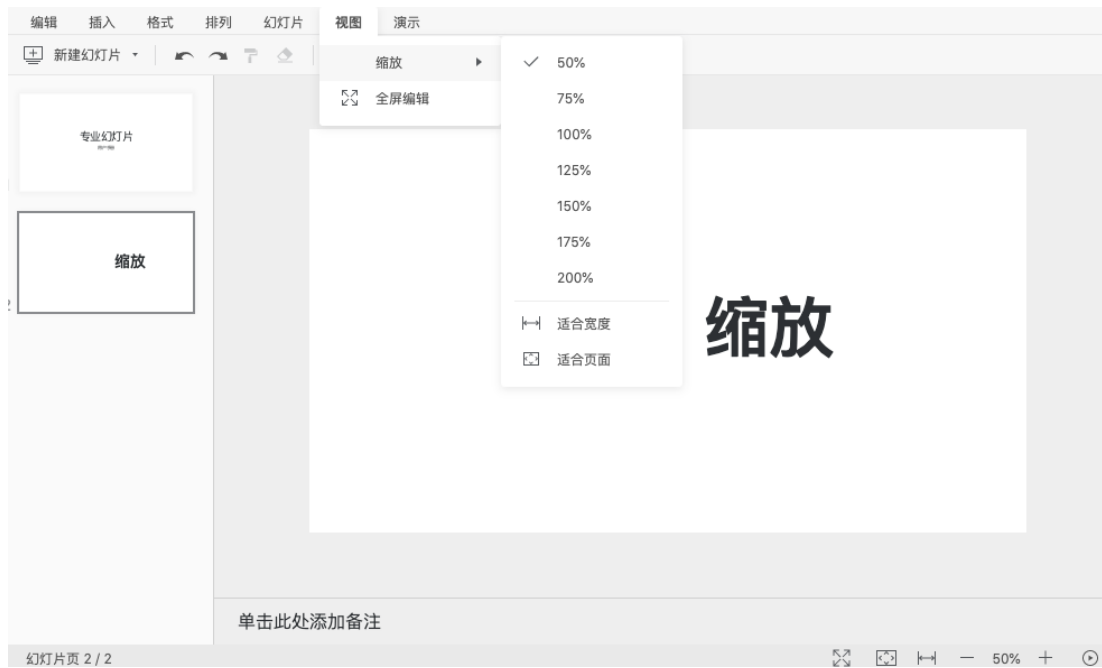 编辑 插入 格式 排列 幻灯片 视图 演示
新建幻灯片
缩放
全屏编辑
50%
75%
100%
125%
150%
175%
200%
适合宽度
适合页面
专业幻灯片
缩放
2
缩放
单击此处添加备注
幻灯片页 2 / 2
50%